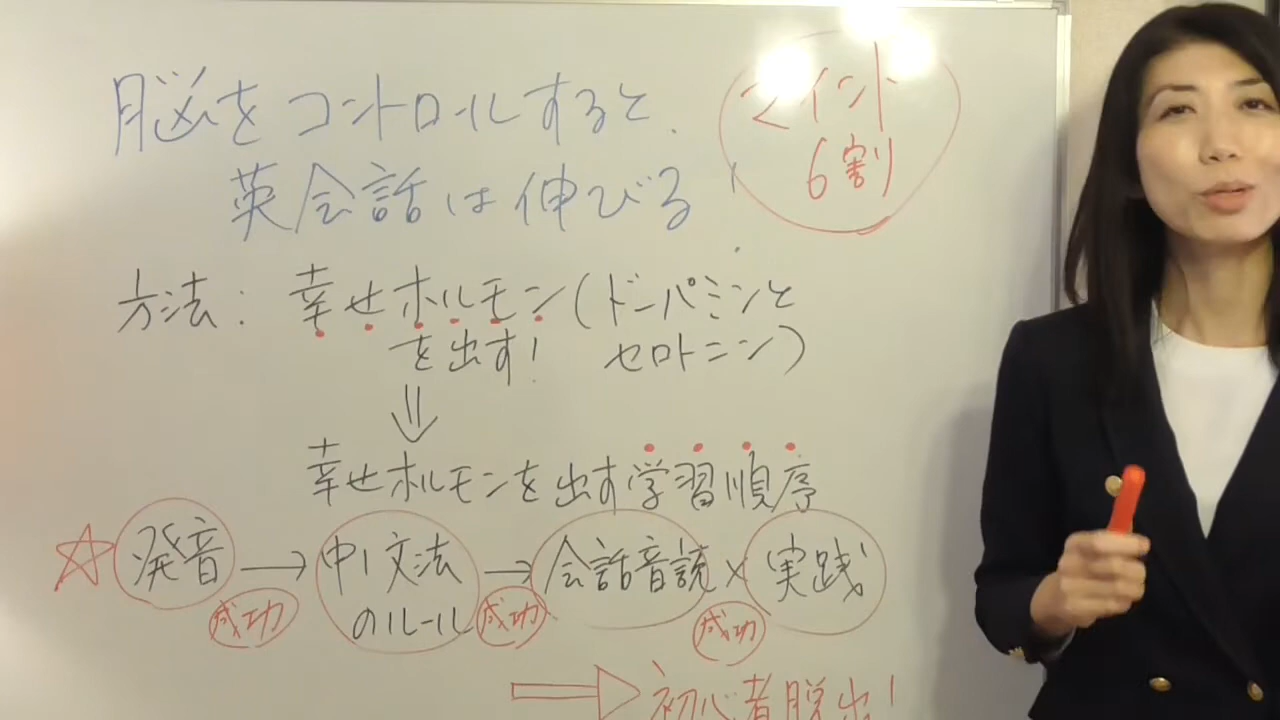 脳をコントロールすると、
英会話は伸びる
マインド
6割
方法：幸せホルモン(ドーパミンと
を出す! セロトニン)
⇓
幸せホルモンを出す学習順序
☆発音→中1文法→会話音読×実践
のルール
成功 成功 成功
⇒初心者脱出!